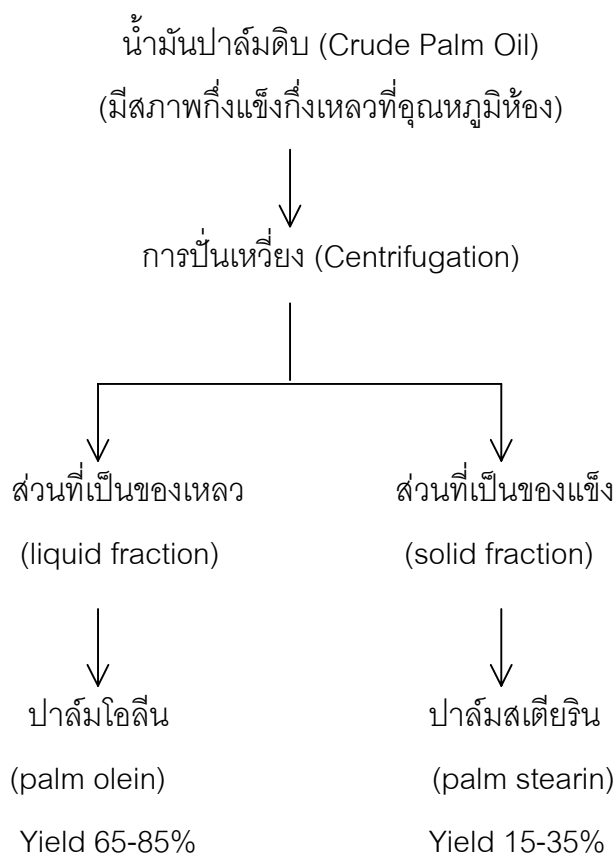 น้ำมันปาล์มดิบ (Crude Palm Oil)
(มีสภาพกึ่งแข็งกึ่งเหลวที่อุณหภูมิห้อง)
การปั่นเหวี่ยง (Centrifugation)
ส่วนที่เป็นของเหลว
(liquid fraction)
ปาล์มโอลีน
(palm olein)
Yield 65-85%
ส่วนที่เป็นของแข็ง
(solid fraction)
ปาล์มสเตียริน
(palm stearin)
Yield 15-35%